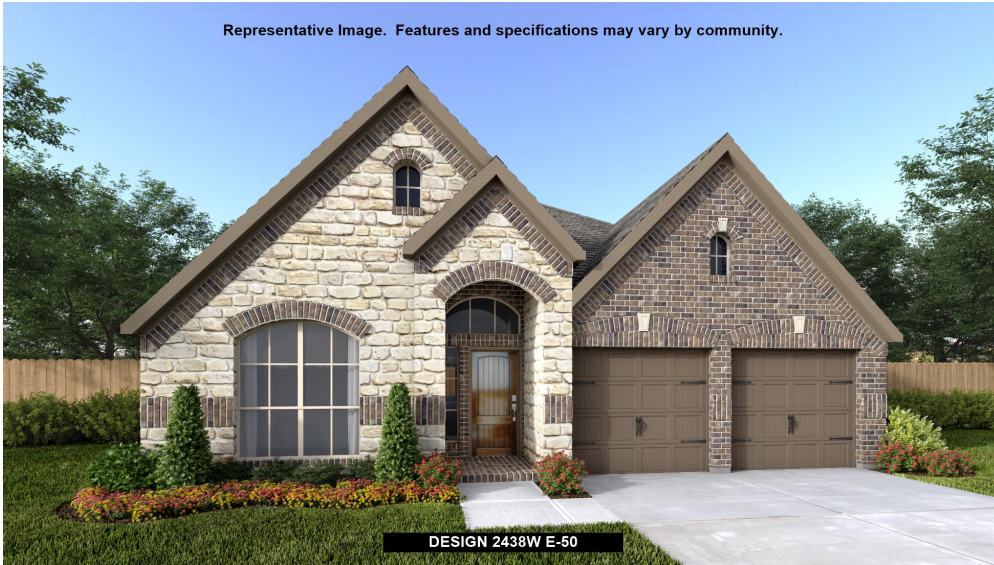 Representative Image.  Features and specifications may vary by community.
DESIGN 2438W E-50